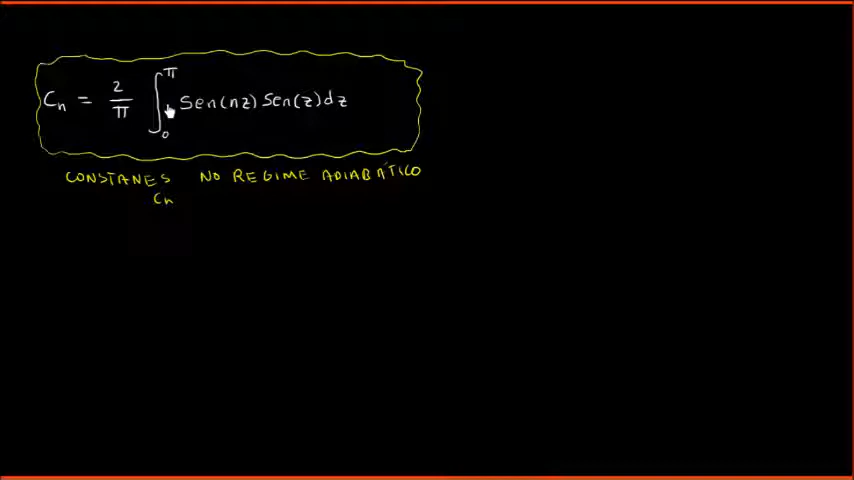 Cn = 2/π ∫₀^π Sen(nz) Sen(z) dz
CONSTANES NO REGIME ADIABÁTICO
Cn